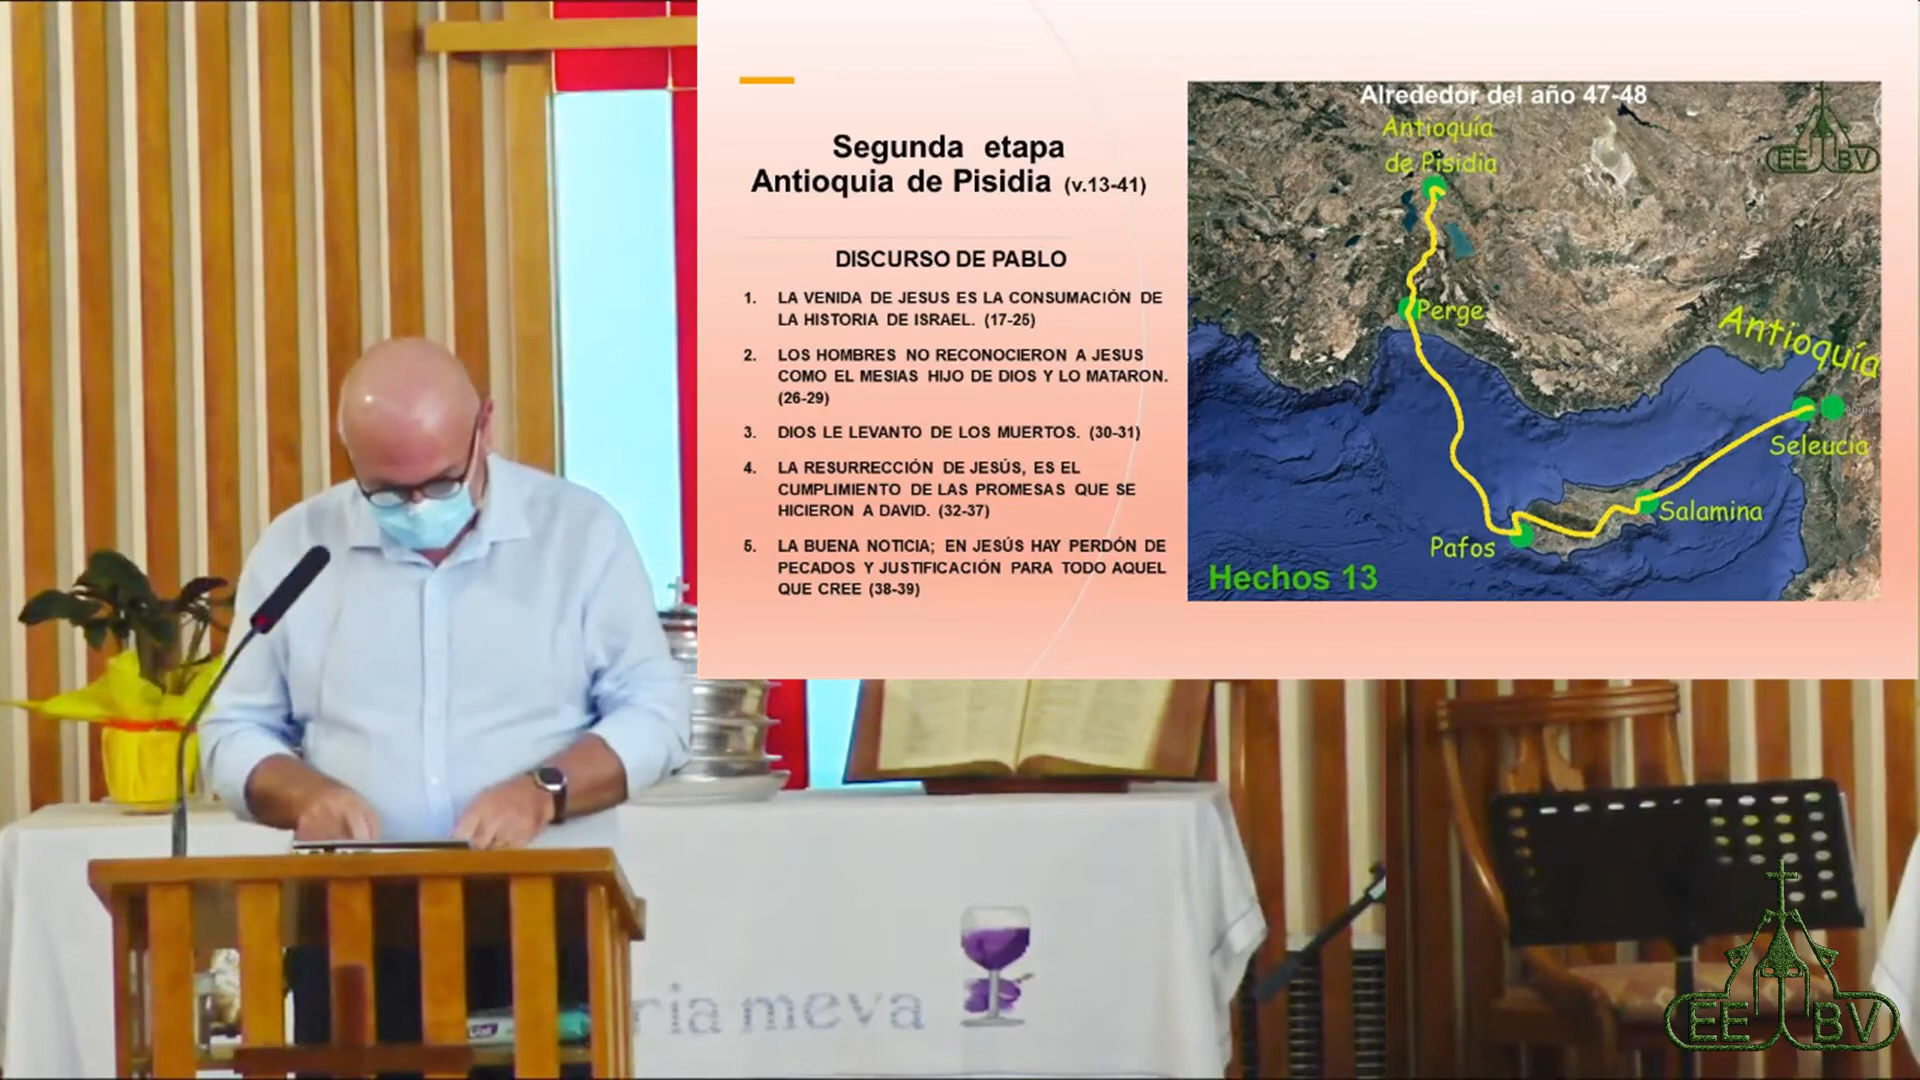 Segunda etapa
Antioquia de Pisidia (v.13-41)
DISCURSO DE PABLO
1. LA VENIDA DE JESUS ES LA CONSUMACIÓN DE
LA HISTORIA DE ISRAEL. (17-25)
2. LOS HOMBRES NO RECONOCIERON A JESUS
COMO EL MESIAS HIJO DE DIOS Y LO MATARON.
(26-29)
3. DIOS LE LEVANTO DE LOS MUERTOS. (30-31)
4. LA RESURRECCIÓN DE JESÚS, ES EL
CUMPLIMIENTO DE LAS PROMESAS QUE SE
HICIERON A DAVID. (32-37)
5. LA BUENA NOTICIA; EN JESÚS HAY PERDÓN DE
PECADOS Y JUSTIFICACIÓN PARA TODO AQUEL
QUE CREE (38-39)
Alrededor del año 47-48
Antioquía
de Pisidia
EE BV
Perge
Antioquía
Seleucia
Salamina
Pafos
Hechos 13
ria meva
EE BV